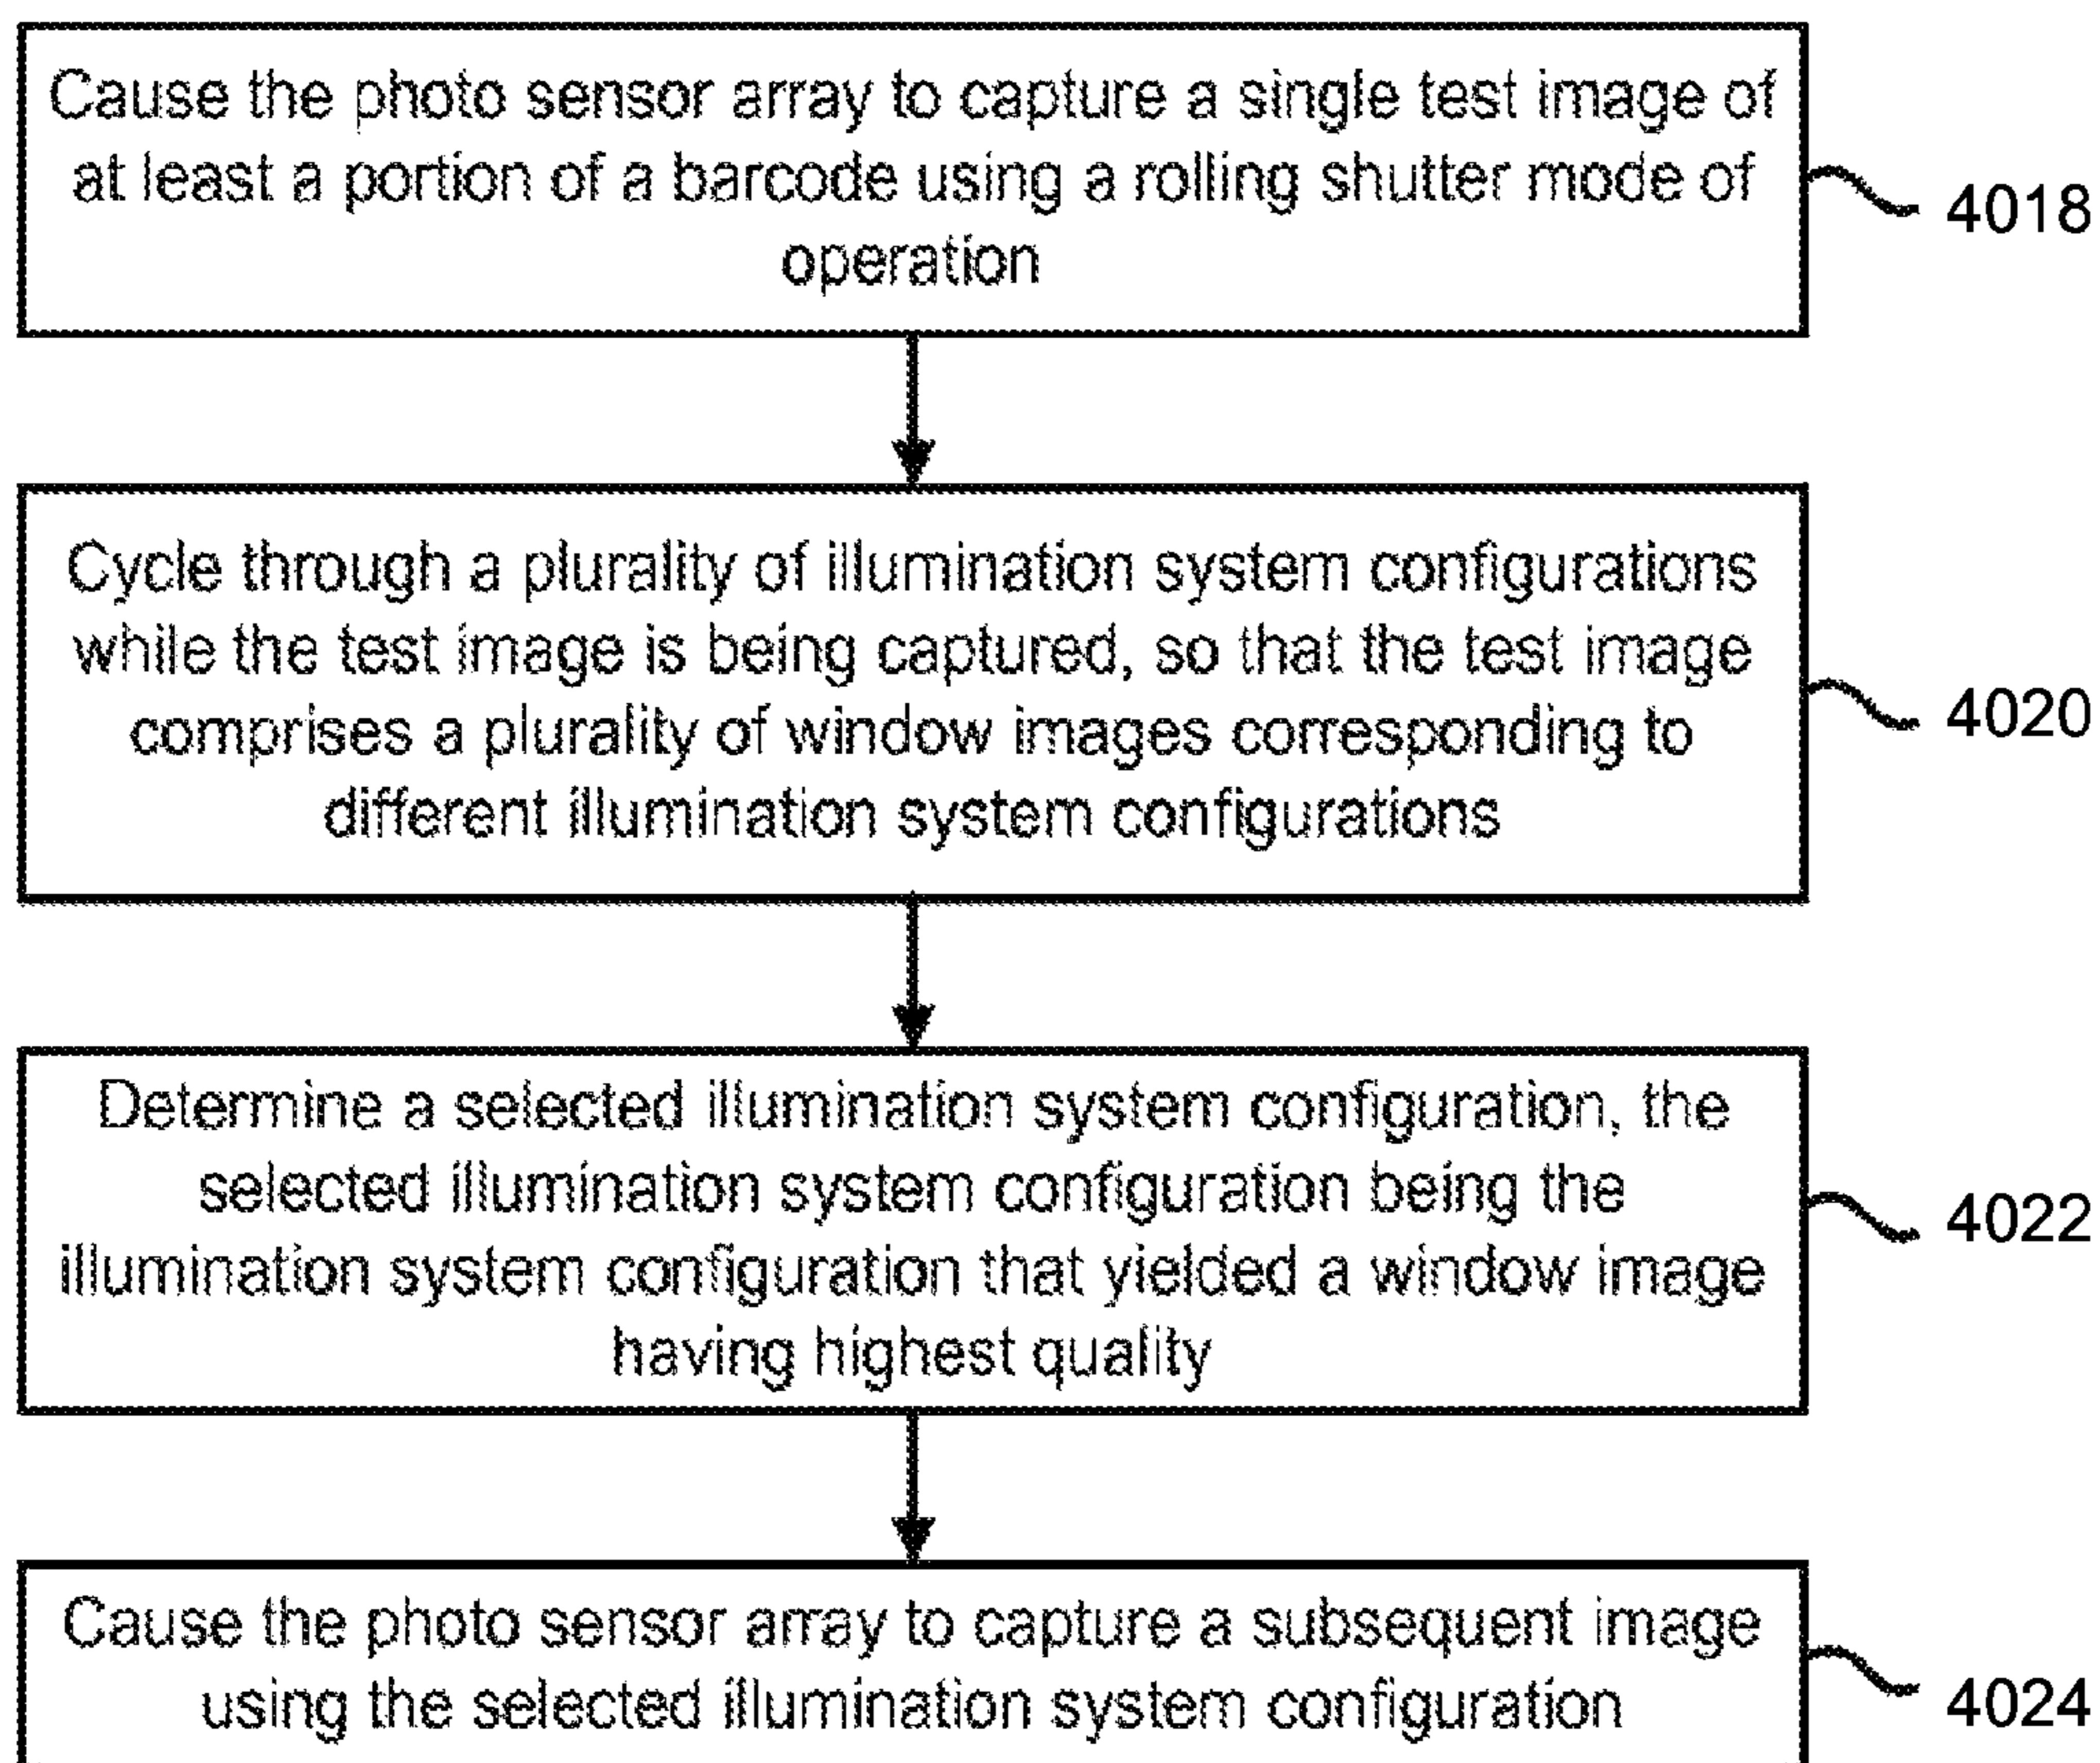 Cause the photo sensor array to capture a single test image of
at least a portion of a barcode using a rolling shutter mode of
operation
4018
Cycle through a plurality of illumination system configurations
while the test image is being captured, so that the test image
comprises a plurality of window images corresponding to
different illumination system configurations
4020
Determine a selected illumination system configuration, the
selected illumination system configuration being the
illumination system configuration that yielded a window image
having highest quality
4022
Cause the photo sensor array to capture a subsequent image
using the selected illumination system configuration
4024